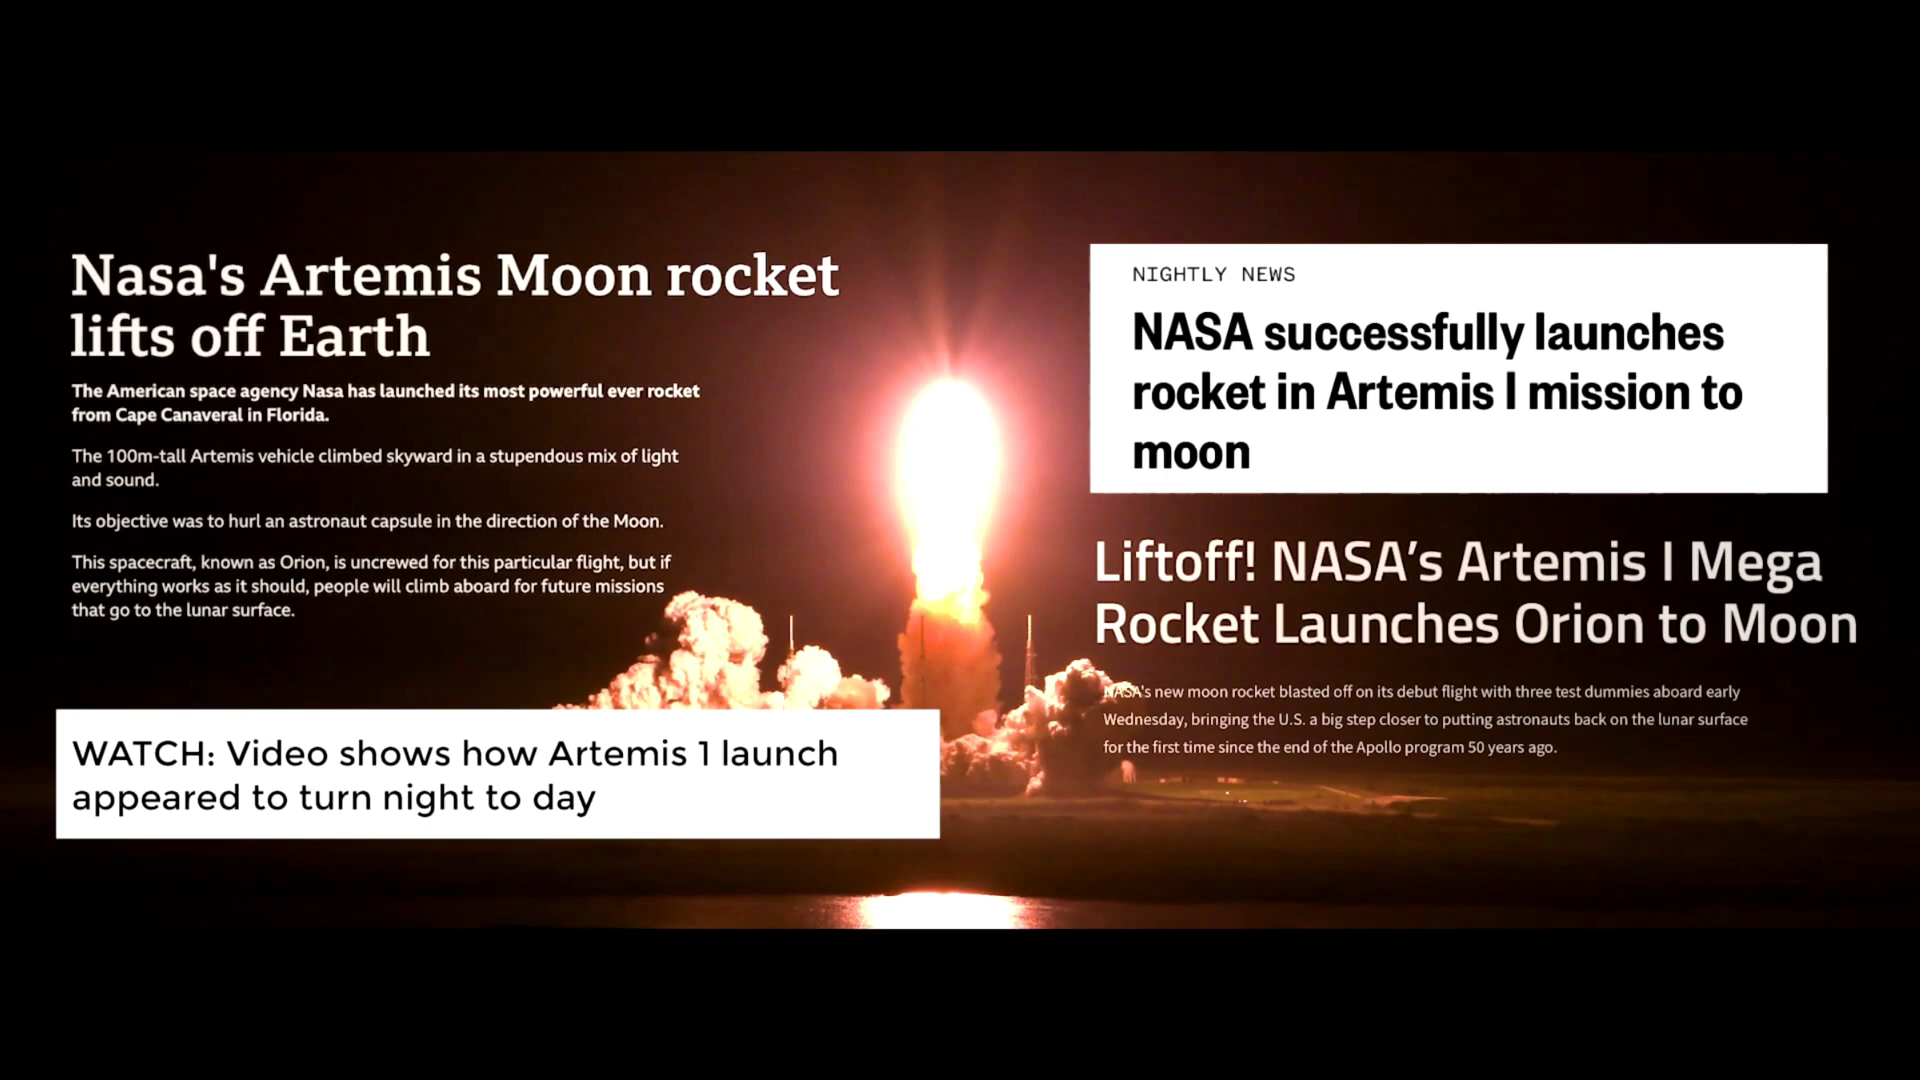 Nasa's Artemis Moon rocket
lifts off Earth
The American space agency Nasa has launched its most powerful ever rocket
from Cape Canaveral in Florida.
The 100m-tall Artemis vehicle climbed skyward in a stupendous mix of light
and sound.
Its objective was to hurl an astronaut capsule in the direction of the Moon.
This spacecraft, known as Orion, is uncrewed for this particular flight, but if
everything works as it should, people will climb aboard for future missions
that go to the lunar surface.
WATCH: Video shows how Artemis 1 launch
appeared to turn night to day
NIGHTLY NEWS
NASA successfully launches
rocket in Artemis I mission to
moon
Liftoff! NASA’s Artemis I Mega
Rocket Launches Orion to Moon
NASA's new moon rocket blasted off on its debut flight with three test dummies aboard early
Wednesday, bringing the U.S. a big step closer to putting astronauts back on the lunar surface
for the first time since the end of the Apollo program 50 years ago.